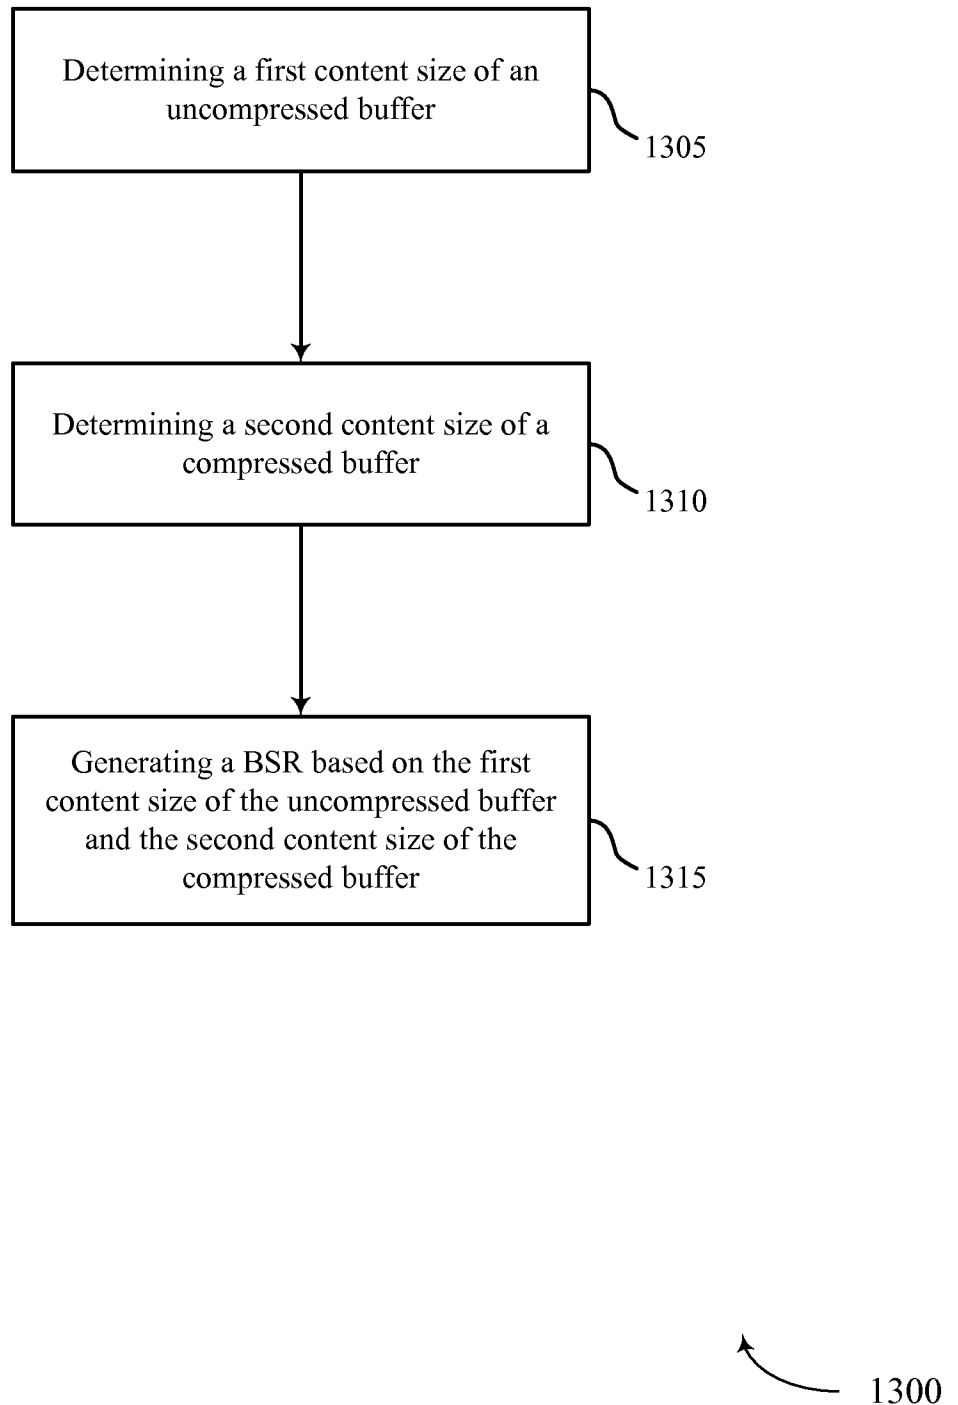 Determining a first content size of an
uncompressed buffer
1305
Determining a second content size of a
compressed buffer
1310
Generating a BSR based on the first
content size of the uncompressed buffer
and the second content size of the
compressed buffer
1315
1300